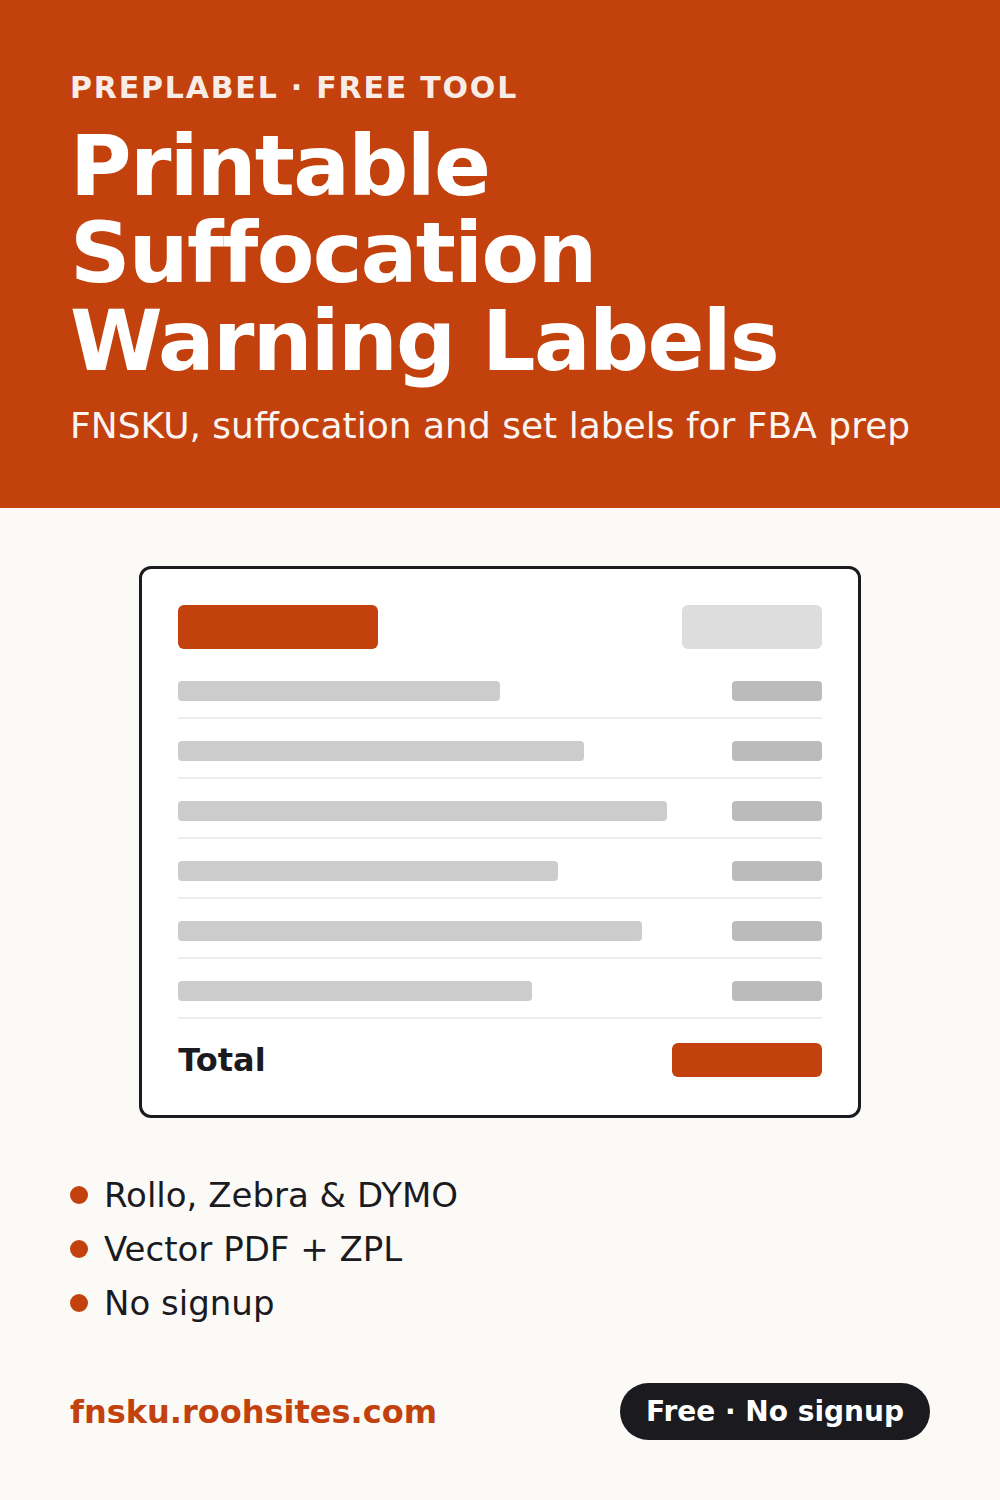 PREPLABEL · FREE TOOL
Printable
Suffocation
Warning Labels
FNSKU, suffocation and set labels for FBA prep
Total
Rollo, Zebra & DYMO
Vector PDF + ZPL
No signup
fnsku.roohsites.com
Free · No signup